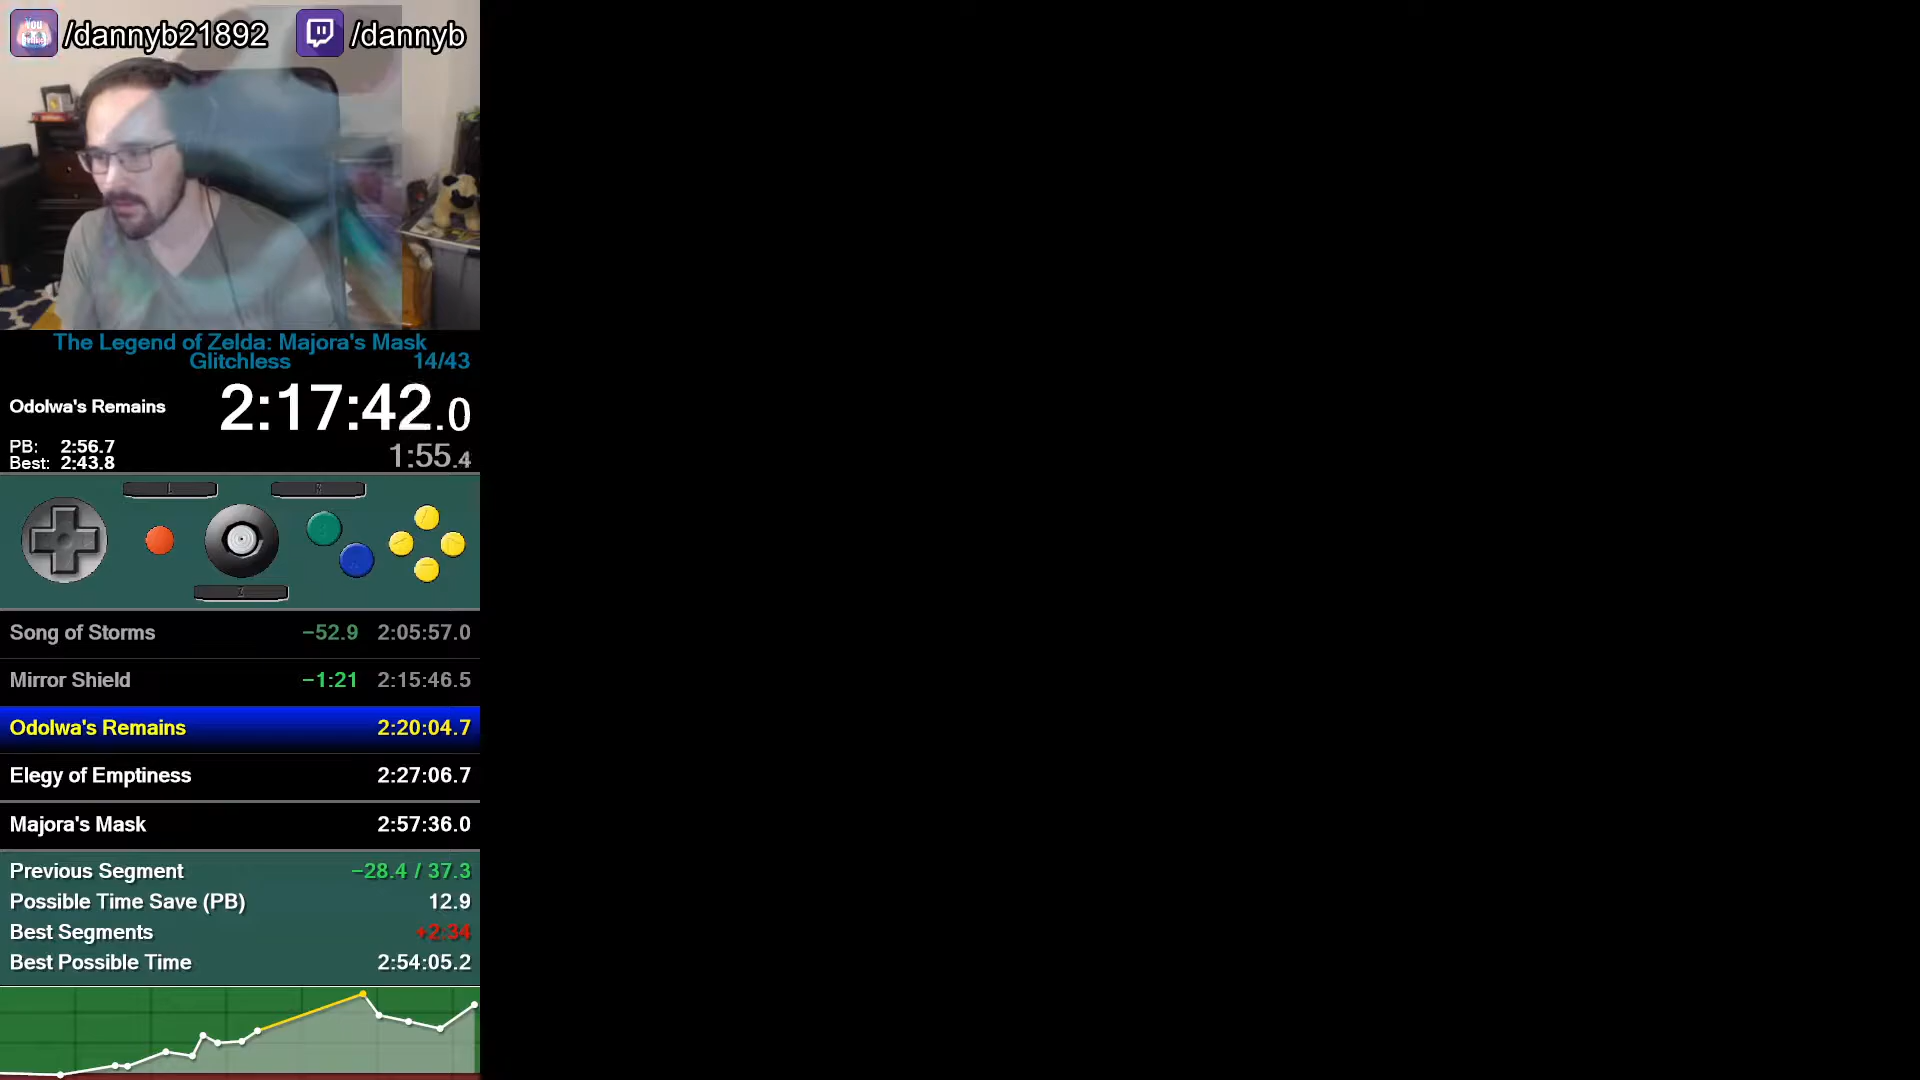 /dannyb21892 /dannyb
The Legend of Zelda: Majora's Mask
Glitchless 14/43
Odolwa's Remains 2:17:42.0
PB: 2:56.7
Best: 2:43.8 1:55.4
Song of Storms −52.9 2:05:57.0
Mirror Shield −1:21 2:15:46.5
Odolwa's Remains 2:20:04.7
Elegy of Emptiness 2:27:06.7
Majora's Mask 2:57:36.0
Previous Segment −28.4 / 37.3
Possible Time Save (PB) 12.9
Best Segments +2:34
Best Possible Time 2:54:05.2